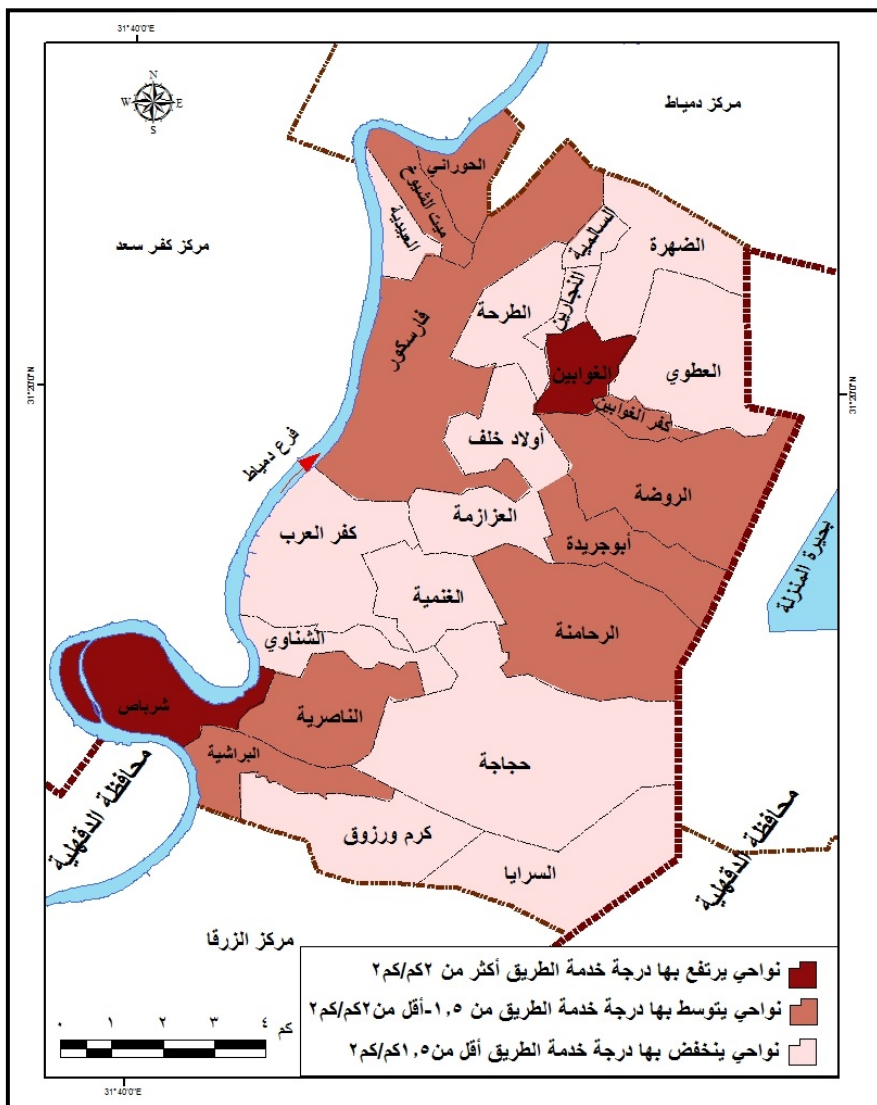 31°40'0"E
N
W E
S
مركز دمياط
الحوراني
ميت الشيوخ
العبيدية
السالمية
الضهرة
مركز كفر سعد
النجارين
الطرحة
فارسكور
31°20'0"N
31°20'0"N
الغوابين
العطوي
كفر الغوابين
أولاد خلف
فرع دمياط
الروضة
العزازمة
كفر العرب
أبوجريدة
بحيرة المنزلة
الغنمية
الرحامنة
الشناوي
شرباص
الناصرية
البراشية
حجاجة
محافظة الدقهلية
محافظة الدقهلية
كرم ورزوق
السرايا
مركز الزرقا
نواحي يرتفع بها درجة خدمة الطريق أكثر من ٢كم/كم٢
نواحي يتوسط بها درجة خدمة الطريق من ١,٥-أقل من٢كم/كم٢
نواحي ينخفض بها درجة خدمة الطريق أقل من١,٥كم/كم٢
٠ ١ ٢ ٣ ٤ كم
31°40'0"E